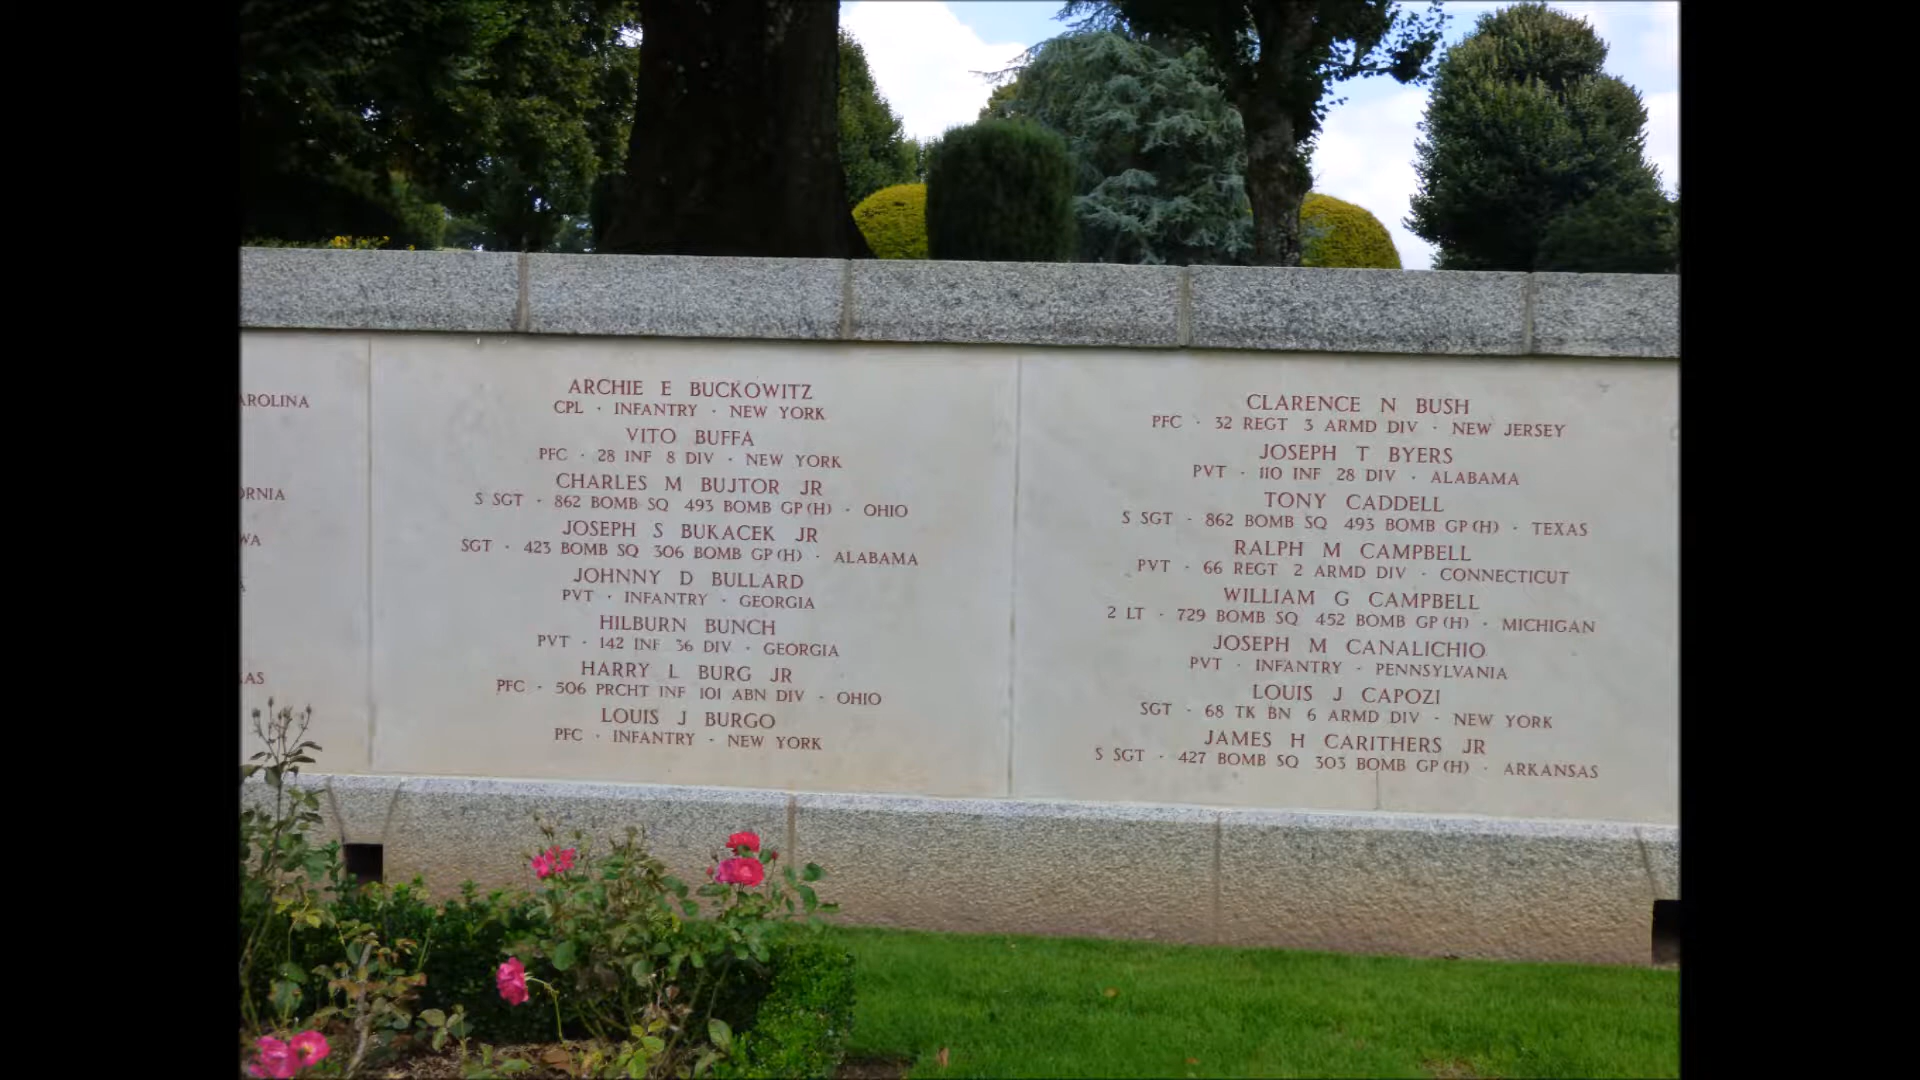 AROLINA
ORNIA
WA
AS
ARCHIE E BUCKOWITZ
CPL · INFANTRY · NEW YORK
VITO BUFFA
PFC · 28 INF 8 DIV · NEW YORK
CHARLES M BUJTOR JR
S SGT · 862 BOMB SQ 493 BOMB GP(H) · OHIO
JOSEPH S BUKACEK JR
SGT · 423 BOMB SQ 306 BOMB GP(H) · ALABAMA
JOHNNY D BULLARD
PVT · INFANTRY · GEORGIA
HILBURN BUNCH
PVT · 142 INF 36 DIV · GEORGIA
HARRY L BURG JR
PFC · 506 PRCHT INF 101 ABN DIV · OHIO
LOUIS J BURGO
PFC · INFANTRY · NEW YORK
CLARENCE N BUSH
PFC · 32 REGT 3 ARMD DIV · NEW JERSEY
JOSEPH T BYERS
PVT · 110 INF 28 DIV · ALABAMA
TONY CADDELL
S SGT · 862 BOMB SQ 493 BOMB GP(H) · TEXAS
RALPH M CAMPBELL
PVT · 66 REGT 2 ARMD DIV · CONNECTICUT
WILLIAM G CAMPBELL
2 LT · 729 BOMB SQ 452 BOMB GP(H) · MICHIGAN
JOSEPH M CANALICHIO
PVT · INFANTRY · PENNSYLVANIA
LOUIS J CAPOZI
SGT · 68 TK BN 6 ARMD DIV · NEW YORK
JAMES H CARITHERS JR
S SGT · 427 BOMB SQ 303 BOMB GP(H) · ARKANSAS